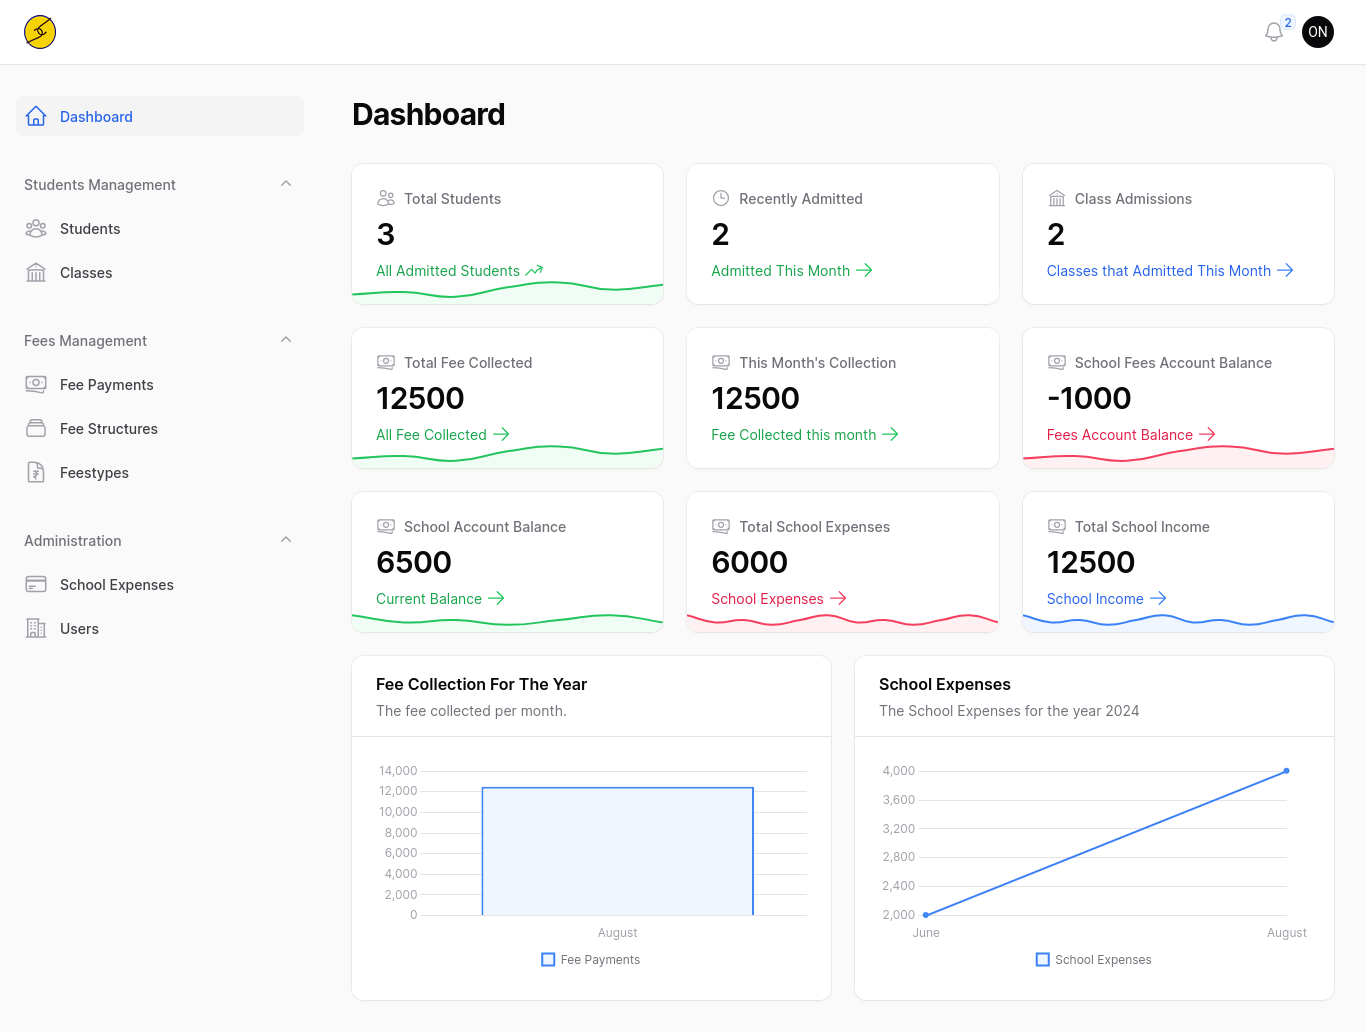 2
ON
Dashboard
Students Management
Students
Classes
Fees Management
Fee Payments
Fee Structures
Feestypes
Administration
School Expenses
Users
Dashboard
Total Students
3
All Admitted Students
Recently Admitted
2
Admitted This Month
Class Admissions
2
Classes that Admitted This Month
Total Fee Collected
12500
All Fee Collected
This Month's Collection
12500
Fee Collected this month
School Fees Account Balance
-1000
Fees Account Balance
School Account Balance
6500
Current Balance
Total School Expenses
6000
School Expenses
Total School Income
12500
School Income
Fee Collection For The Year
The fee collected per month.
14,000
12,000
10,000
8,000
6,000
4,000
2,000
0
August
Fee Payments
School Expenses
The School Expenses for the year 2024
4,000
3,600
3,200
2,800
2,400
2,000
June August
School Expenses